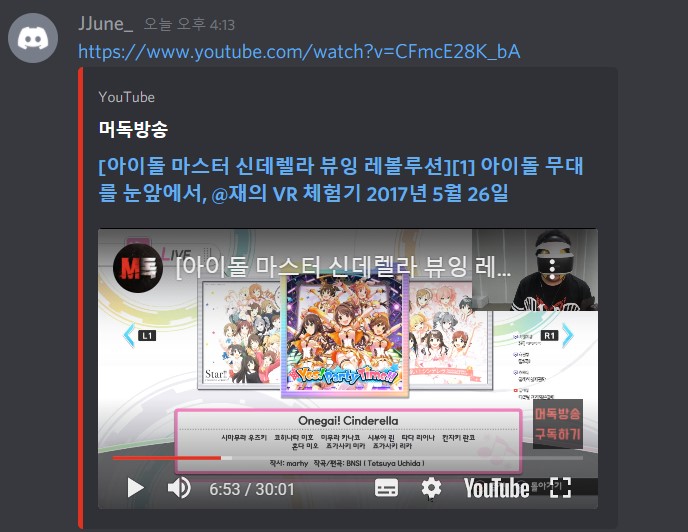 JJune_ 오늘 오후 4:13
https://www.youtube.com/watch?v=CFmcE28K_bA
YouTube
머독방송
[아이돌 마스터 신데렐라 뷰잉 레볼루션][1] 아이돌 무대
를 눈앞에서, @재의 VR 체험기 2017년 5월 26일
LIVE
M독
[아이돌 마스터 신데렐라 뷰잉 레...
L1
R1
Star!!
Yes! Party Time!!
Onegai! Cinderella
시마무라 우즈키 코히나타 미호 미무라 카나코 시부야 린 타다 리이나 칸자키 란코
혼다 미오 죠가사키 미카 죠가사키 리카
작사: marhy 작곡/편곡: BNSI ( Tetsuya Uchida )
머독방송
구독하기
6:53 / 30:01
YouTube